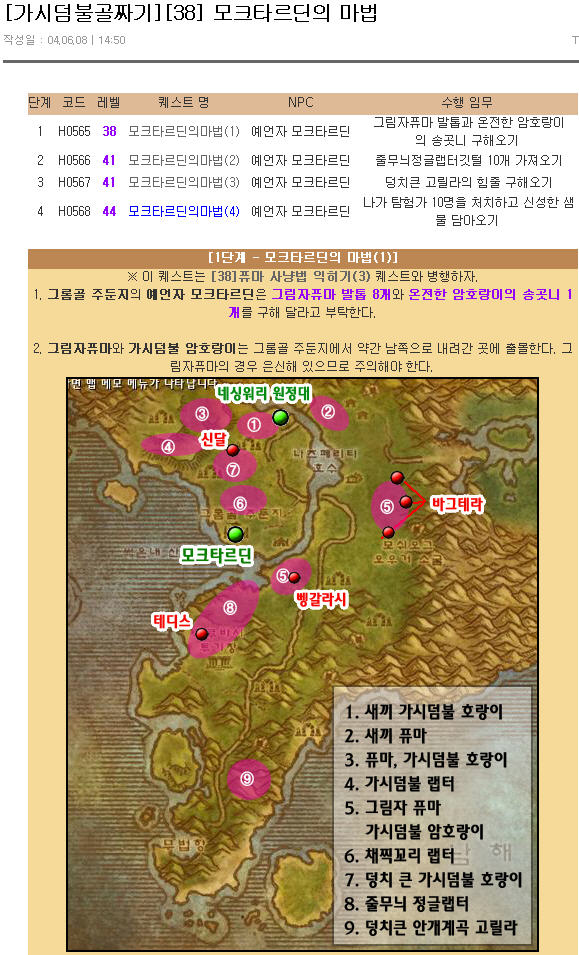 [가시덤불골짜기][38] 모크타르딘의 마법
작성일 : 04.06.08 | 14:50
T
단계 코드 레벨 퀘스트 명 NPC 수행 임무
1 H0565 38 모크타르딘의마법(1) 예언자 모크타르딘 그림자퓨마 발톱과 온전한 암호랑이
의 송곳니 구해오기
2 H0566 41 모크타르딘의마법(2) 예언자 모크타르딘 줄무늬정글랩터깃털 10개 가져오기
3 H0567 41 모크타르딘의마법(3) 예언자 모크타르딘 덩치큰 고릴라의 힘줄 구해오기
4 H0568 44 모크타르딘의마법(4) 예언자 모크타르딘 나가 탐험가 10명을 처치하고 신성한 샘
물 담아오기
[1단계 - 모크타르딘의 마법(1)]
※ 이 퀘스트는 [38]퓨마 사냥법 익히기(3) 퀘스트와 병행하자.
1. 그롬골 주둔지의 예언자 모크타르딘은 그림자퓨마 발톱 8개와 온전한 암호랑이의 송곳니 1
개를 구해 달라고 부탁한다.
2. 그림자퓨마와 가시덤불 암호랑이는 그롬골 주둔지에서 약간 남쪽으로 내려간 곳에 출몰한다. 그
림자퓨마의 경우 은신해 있으므로 주의해야 한다.
면 맵 메모 메뉴가 나타납니다
네싱워리 원정대
③ ① ②
신달
④
나즈페리티
호수
⑦
⑥
⑤
바그테라
그롬골 주둔지
모크타르딘
모쉬오그
오우거 소굴
⑤
벵갈라시
⑧
테디스
투기장
⑨
무법항
남 해
1. 새끼 가시덤불 호랑이
2. 새끼 퓨마
3. 퓨마, 가시덤불 호랑이
4. 가시덤불 랩터
5. 그림자 퓨마
가시덤불 암호랑이
6. 채찍꼬리 랩터
7. 덩치 큰 가시덤불 호랑이
8. 줄무늬 정글랩터
9. 덩치큰 안개계곡 고릴라